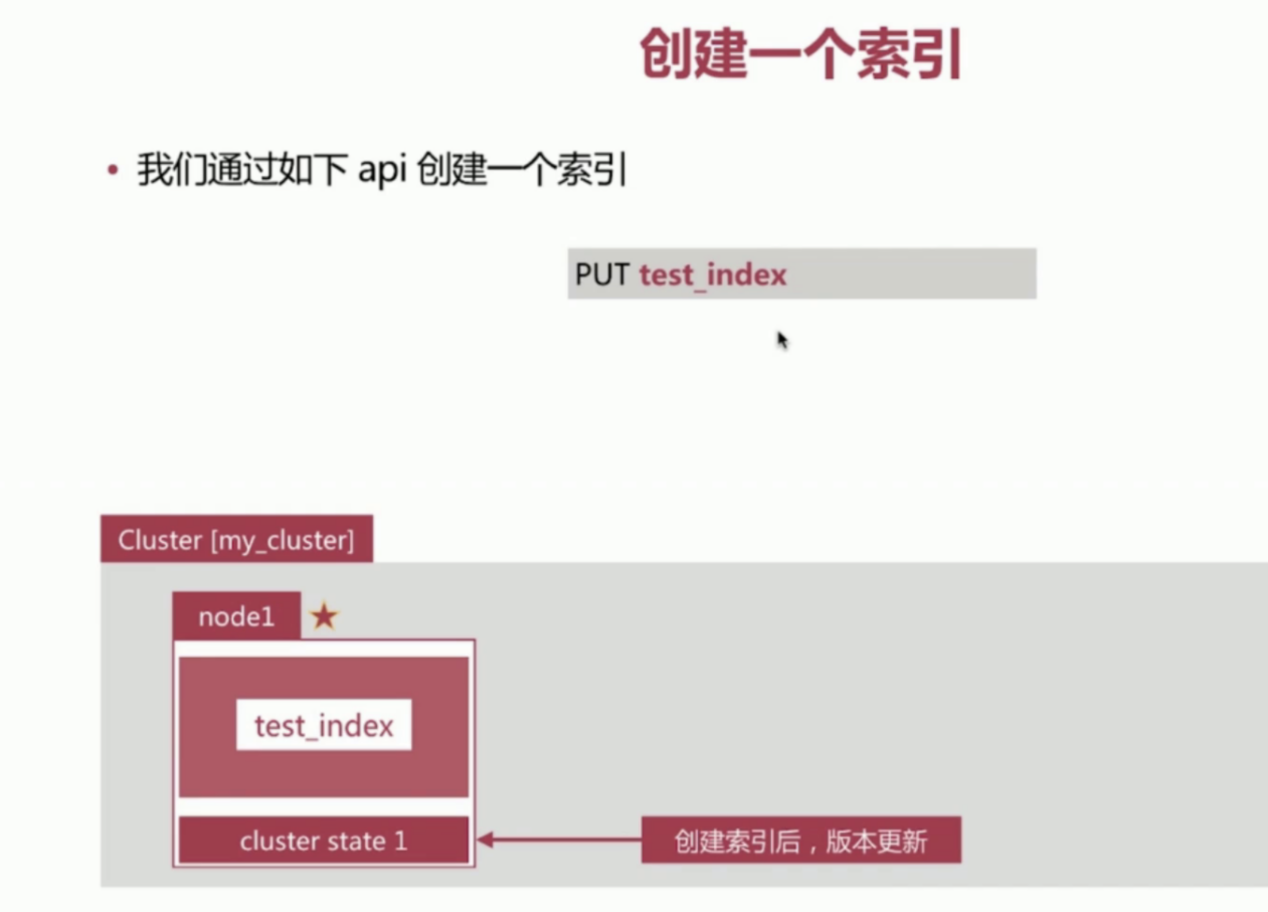 创建一个索引
• 我们通过如下 api 创建一个索引
PUT test_index
Cluster [my_cluster]
node1
test_index
cluster state 1
创建索引后，版本更新